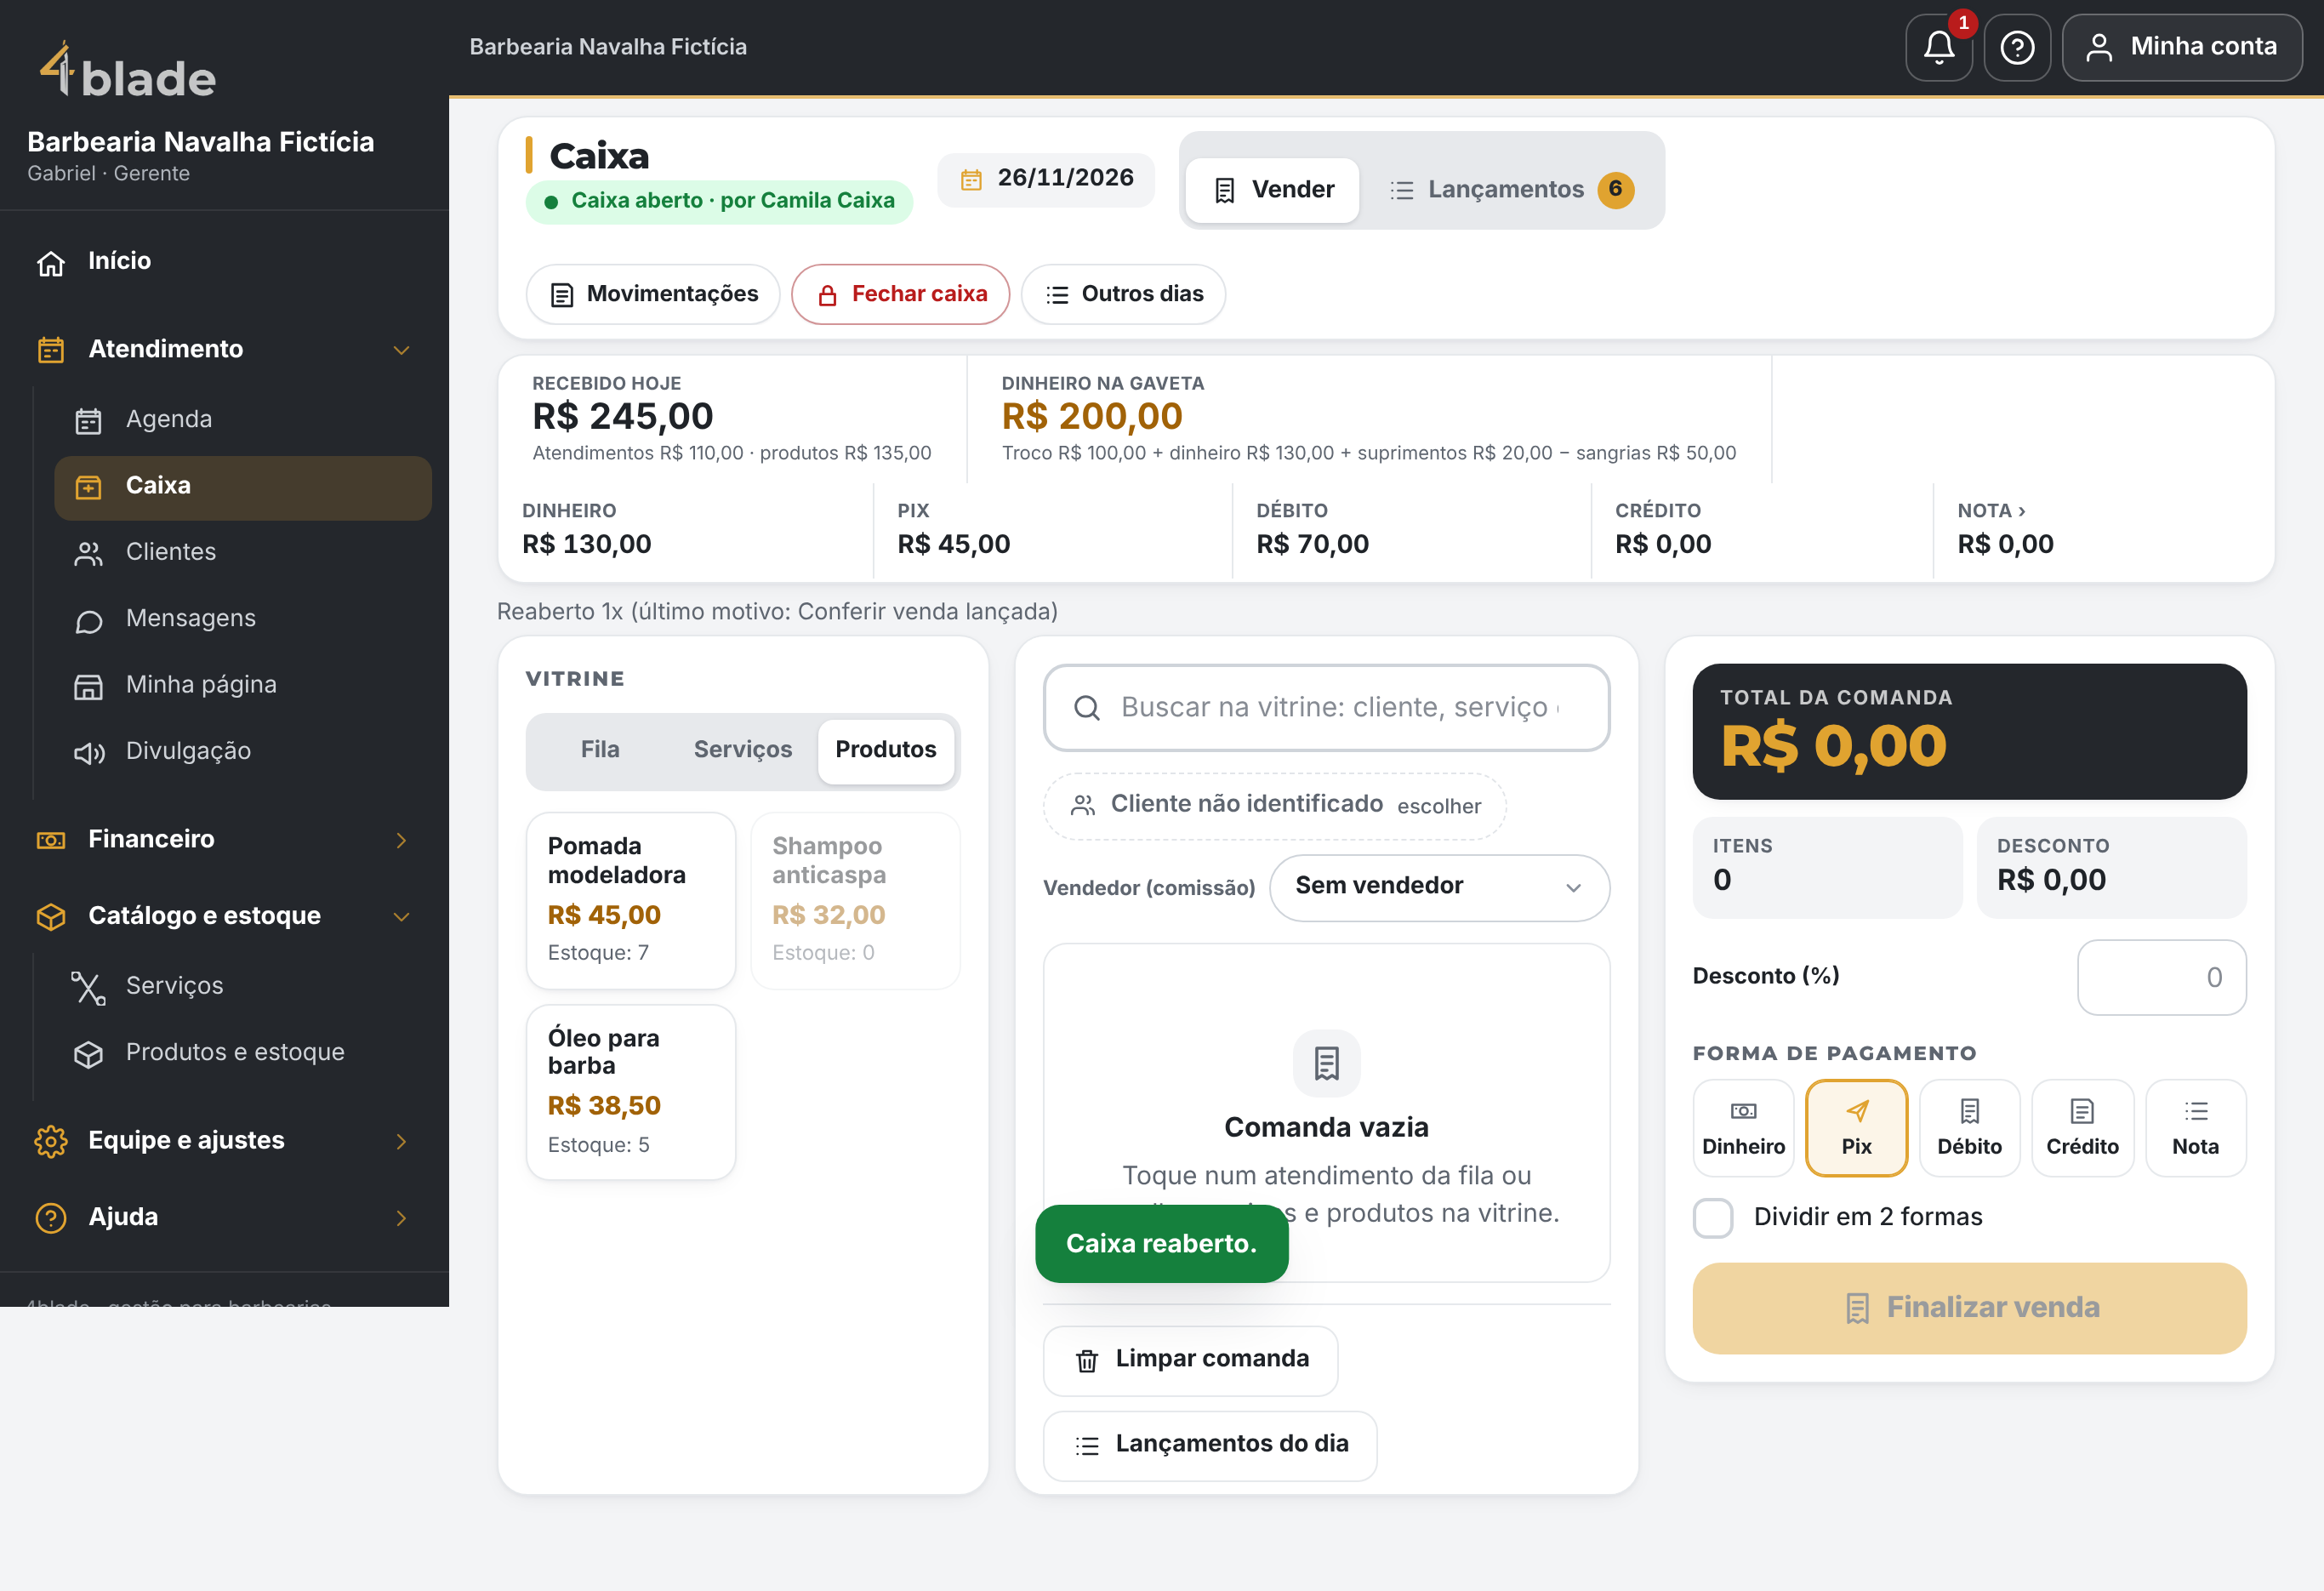 4blade
Barbearia Navalha Fictícia
Gabriel · Gerente
Início
Atendimento
Agenda
Caixa
Clientes
Mensagens
Minha página
Divulgação
Financeiro
Catálogo e estoque
Serviços
Produtos e estoque
Equipe e ajustes
Ajuda
Barbearia Navalha Fictícia
1
Minha conta
Caixa
Caixa aberto · por Camila Caixa
26/11/2026
Vender
Lançamentos 6
Movimentações
Fechar caixa
Outros dias
RECEBIDO HOJE
R$ 245,00
Atendimentos R$ 110,00 · produtos R$ 135,00
DINHEIRO NA GAVETA
R$ 200,00
Troco R$ 100,00 + dinheiro R$ 130,00 + suprimentos R$ 20,00 − sangrias R$ 50,00
DINHEIRO
R$ 130,00
PIX
R$ 45,00
DÉBITO
R$ 70,00
CRÉDITO
R$ 0,00
NOTA ›
R$ 0,00
Reaberto 1x (último motivo: Conferir venda lançada)
VITRINE
Fila
Serviços
Produtos
Pomada
modeladora
R$ 45,00
Estoque: 7
Shampoo
anticaspa
R$ 32,00
Estoque: 0
Óleo para
barba
R$ 38,50
Estoque: 5
Buscar na vitrine: cliente, serviço
Cliente não identificado escolher
Vendedor (comissão)
Sem vendedor
Comanda vazia
Toque num atendimento da fila ou
e produtos na vitrine.
Caixa reaberto.
Limpar comanda
Lançamentos do dia
TOTAL DA COMANDA
R$ 0,00
ITENS
0
DESCONTO
R$ 0,00
Desconto (%)
0
FORMA DE PAGAMENTO
Dinheiro
Pix
Débito
Crédito
Nota
Dividir em 2 formas
Finalizar venda